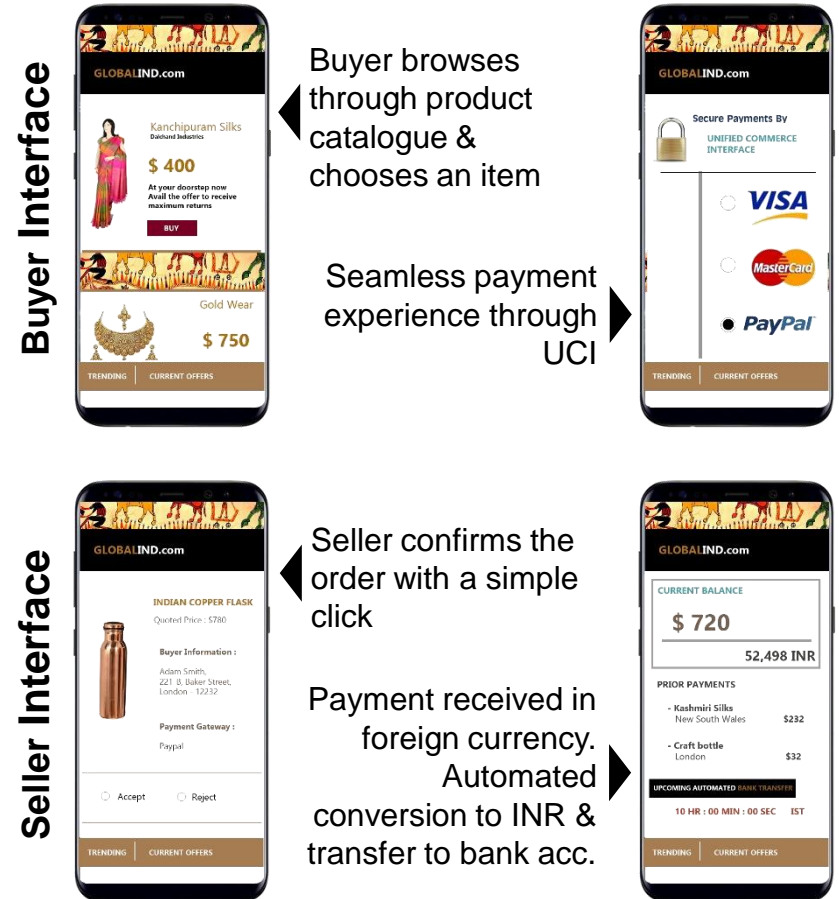 Buyer Interface
GLOBALIND.com
Kanchipuram Silks
Dakhand Industries
$ 400
At your doorstep now
Avail the offer to receive
maximum returns
BUY
Gold Wear
$ 750
TRENDING
CURRENT OFFERS
Buyer browses
through product
catalogue &
chooses an item
Seamless payment
experience through
UCI
GLOBALIND.com
Secure Payments By
UNIFIED COMMERCE
INTERFACE
VISA
MasterCard
PayPal
TRENDING
CURRENT OFFERS
Seller Interface
GLOBALIND.com
INDIAN COPPER FLASK
Quoted Price : $780
Buyer Information :
Adam Smith,
221 B, Baker Street,
London - 12232
Payment Gateway :
Paypal
Accept
Reject
TRENDING
CURRENT OFFERS
Seller confirms the
order with a simple
click
Payment received in
foreign currency.
Automated
conversion to INR &
transfer to bank acc.
GLOBALIND.com
CURRENT BALANCE
$ 720
52,498 INR
PRIOR PAYMENTS
- Kashmiri Silks
New South Wales $232
- Craft bottle
London $32
UPCOMING AUTOMATED BANK TRANSFER
10 HR : 00 MIN : 00 SEC IST
TRENDING
CURRENT OFFERS